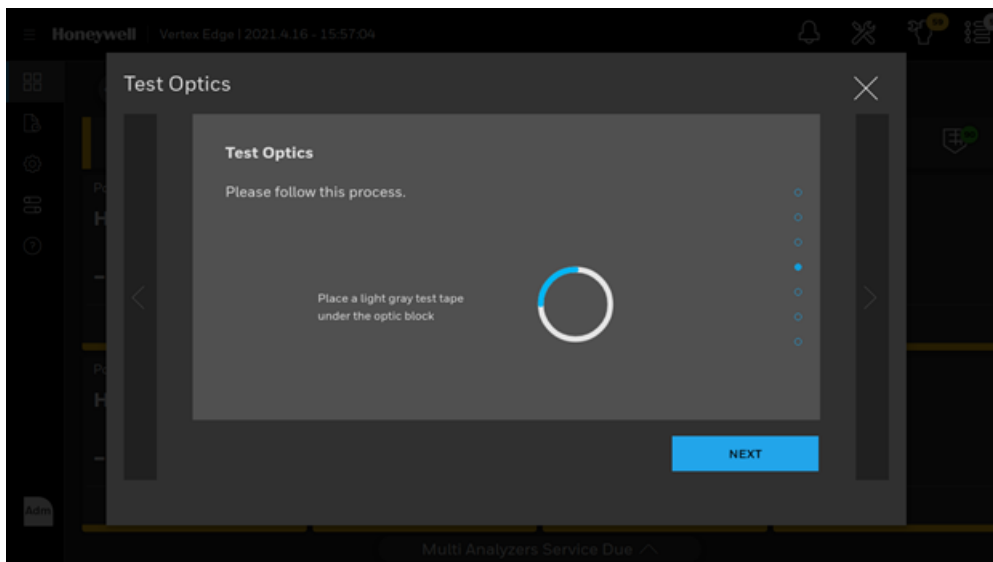 Honeywell Vertex Edge | 2021.4.16 - 15:57:04
Test Optics
Test Optics
Please follow this process.
Place a light gray test tape
under the optic block
NEXT
Adm
Multi Analyzers Service Due